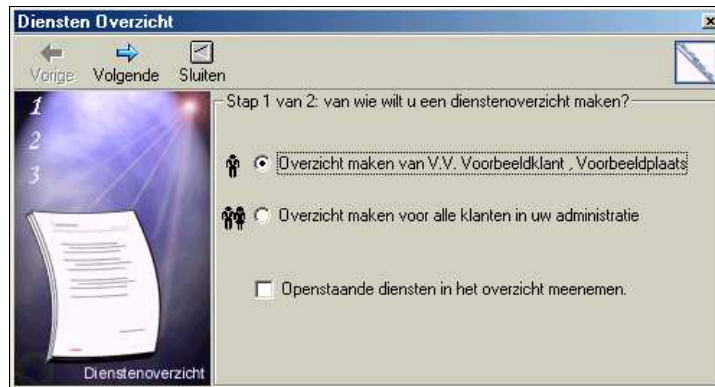 Diensten Overzicht
Vorige Volgende Sluiten
1
2
3
Stap 1 van 2: van wie wilt u een dienstenoverzicht maken?
Overzicht maken van V.V. Voorbeeldklant , Voorbeeldplaats
Overzicht maken voor alle klanten in uw administratie
Openstaande diensten in het overzicht meenemen.
Dienstenoverzicht